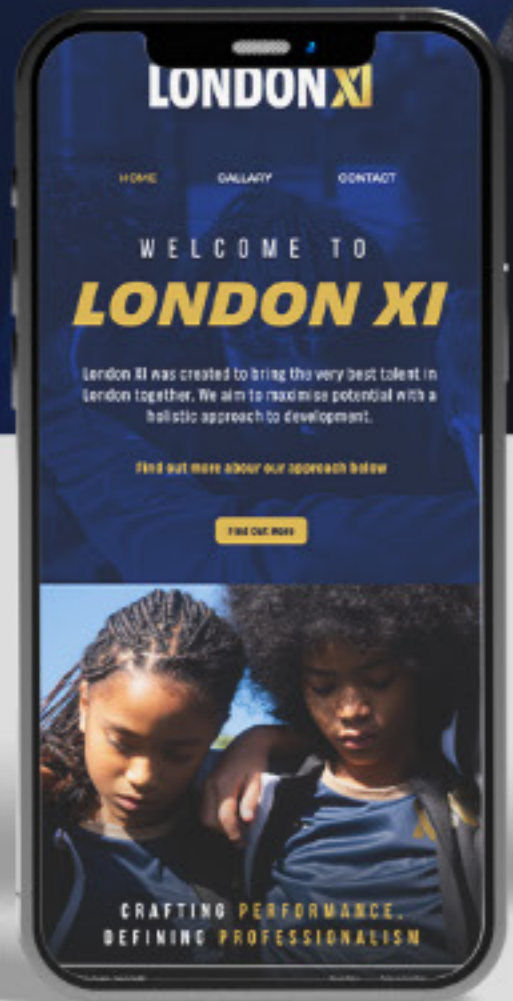 LONDON XI
HOME GALLARY CONTACT
WELCOME TO
LONDON XI
London XI was created to bring the very best talent in
London together. We aim to maximise potential with a
holistic approach to development.
Find out more abour our approach below
Find Out More
CRAFTING PERFORMANCE,
DEFINING PROFESSIONALISM